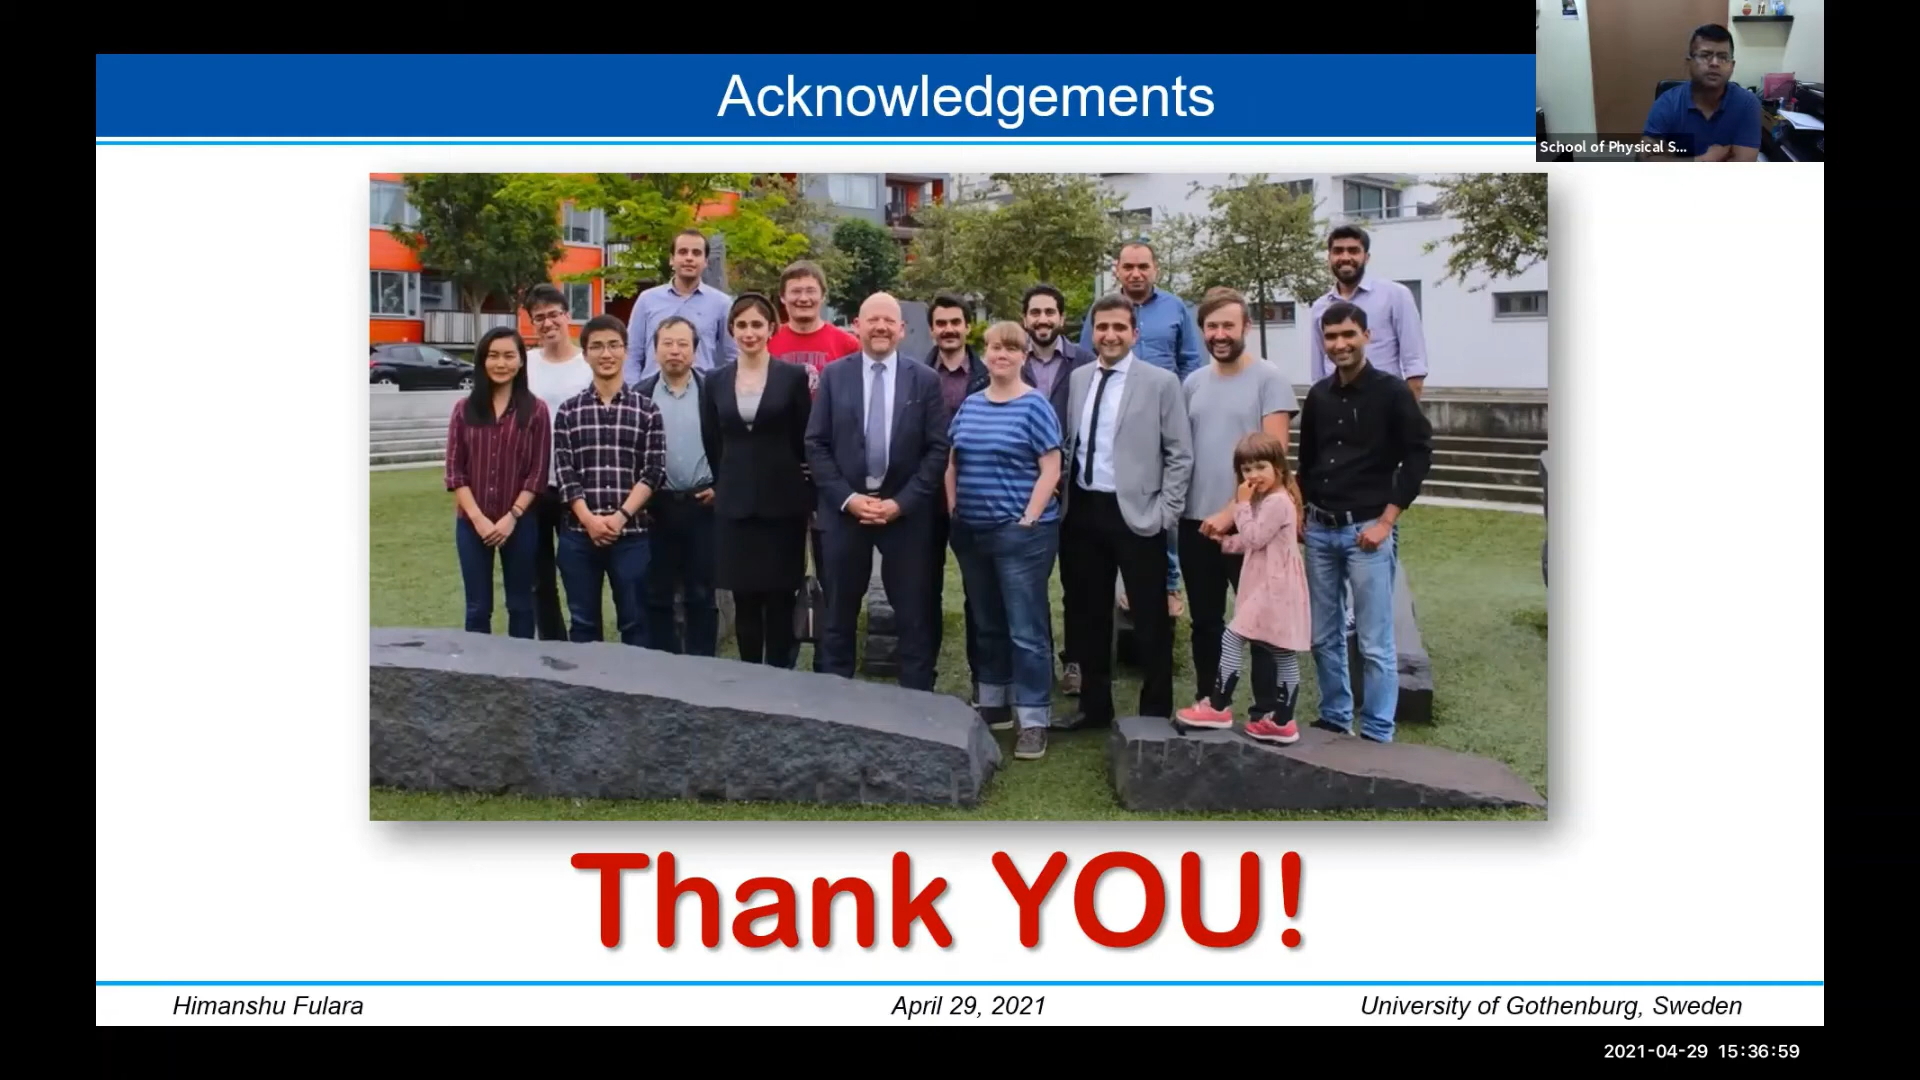 Acknowledgements
School of Physical S...
Thank YOU!
Himanshu Fulara
April 29, 2021
University of Gothenburg, Sweden
2021-04-29 15:36:59